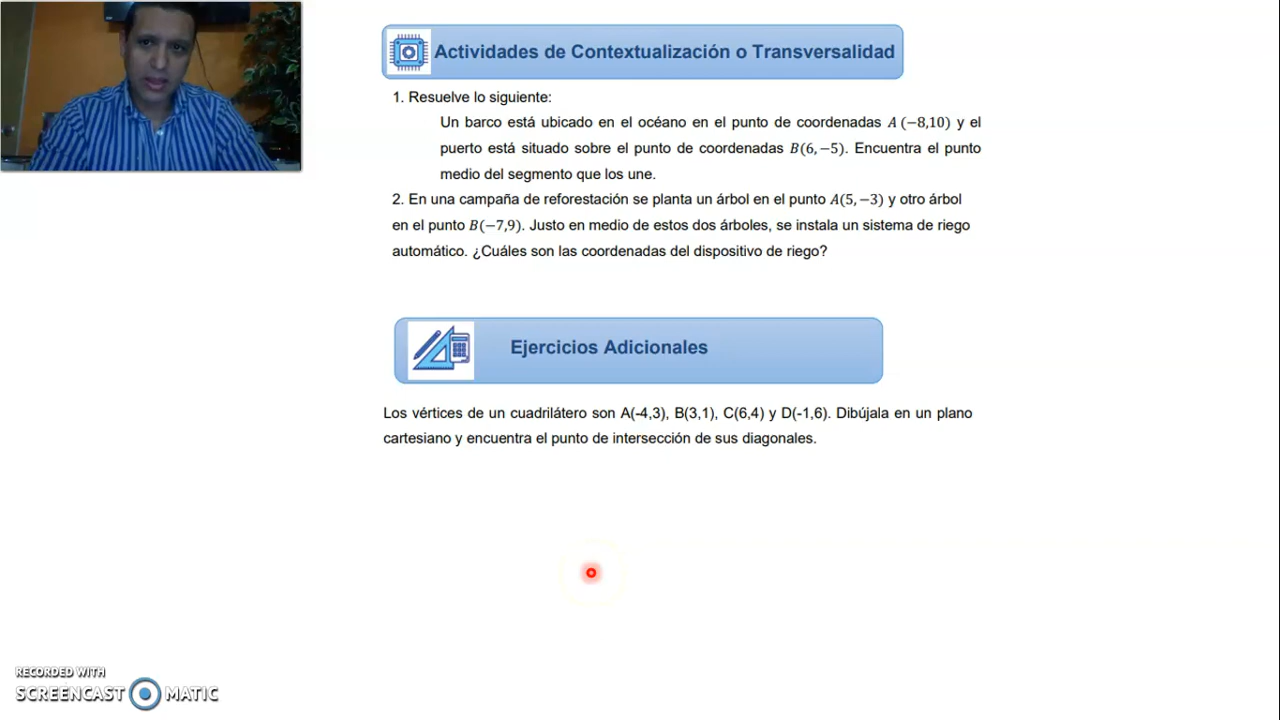 Actividades de Contextualización o Transversalidad
1. Resuelve lo siguiente:
Un barco está ubicado en el océano en el punto de coordenadas A (−8,10) y el
puerto está situado sobre el punto de coordenadas B(6, −5). Encuentra el punto
medio del segmento que los une.
2. En una campaña de reforestación se planta un árbol en el punto A(5, −3) y otro árbol
en el punto B(−7,9). Justo en medio de estos dos árboles, se instala un sistema de riego
automático. ¿Cuáles son las coordenadas del dispositivo de riego?
Ejercicios Adicionales
Los vértices de un cuadrilátero son A(-4,3), B(3,1), C(6,4) y D(-1,6). Dibújala en un plano
cartesiano y encuentra el punto de intersección de sus diagonales.
RECORDED WITH
SCREENCAST MATIC